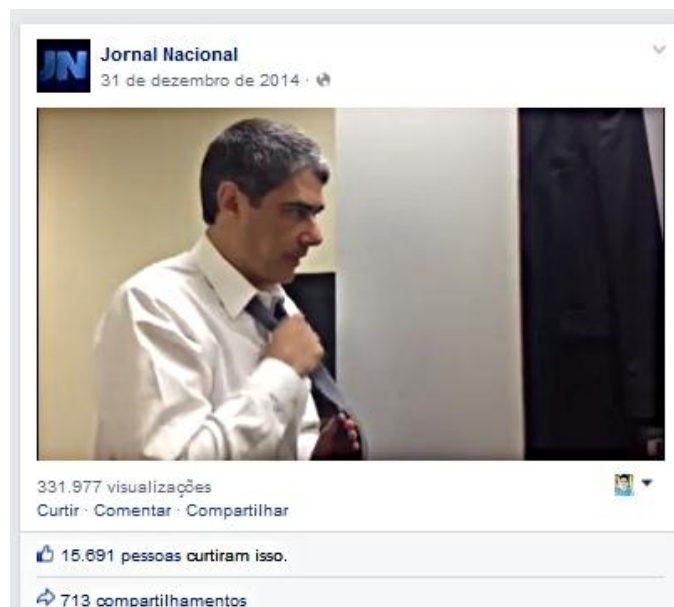 JN
Jornal Nacional
31 de dezembro de 2014 ·
331.977 visualizações
Curtir · Comentar · Compartilhar
15.691 pessoas curtiram isso.
713 compartilhamentos